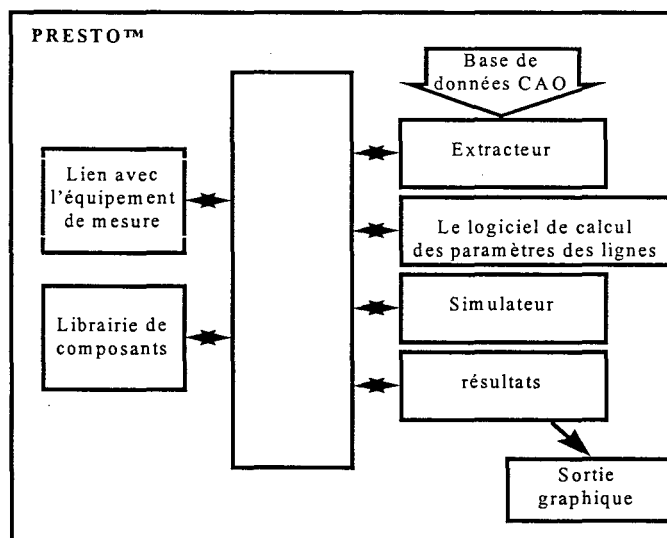 PRESTO™
Base de
données CAO
Extracteur
Lien avec
l'équipement
de mesure
Le logiciel de calcul
des paramètres des lignes
Librairie de
composants
Simulateur
résultats
Sortie
graphique